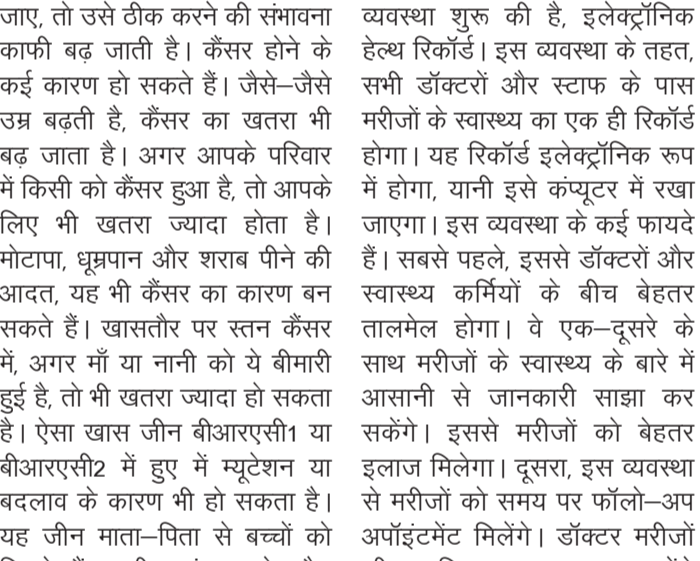 जाए, तो उसे ठीक करने की संभावना
काफी बढ़ जाती है। कैंसर होने के
कई कारण हो सकते हैं। जैसे–जैसे
उम्र बढ़ती है, कैंसर का खतरा भी
बढ़ जाता है। अगर आपके परिवार
में किसी को कैंसर हुआ है, तो आपके
लिए भी खतरा ज्यादा होता है।
मोटापा, धूम्रपान और शराब पीने की
आदत, यह भी कैंसर का कारण बन
सकते हैं। खासतौर पर स्तन कैंसर
में, अगर माँ या नानी को ये बीमारी
हुई है, तो भी खतरा ज्यादा हो सकता
है। ऐसा खास जीन बीआरएसी1 या
बीआरएसी2 में हुए में म्यूटेशन या
बदलाव के कारण भी हो सकता है।
यह जीन माता–पिता से बच्चों को
व्यवस्था शुरू की है, इलेक्ट्रॉनिक
हेल्थ रिकॉर्ड। इस व्यवस्था के तहत,
सभी डॉक्टरों और स्टाफ के पास
मरीजों के स्वास्थ्य का एक ही रिकॉर्ड
होगा। यह रिकॉर्ड इलेक्ट्रॉनिक रूप
में होगा, यानी इसे कंप्यूटर में रखा
जाएगा। इस व्यवस्था के कई फायदे
हैं। सबसे पहले, इससे डॉक्टरों और
स्वास्थ्य कर्मियों के बीच बेहतर
तालमेल होगा। वे एक–दूसरे के
साथ मरीजों के स्वास्थ्य के बारे में
आसानी से जानकारी साझा कर
सकेंगे। इससे मरीजों को बेहतर
इलाज मिलेगा। दूसरा, इस व्यवस्था
से मरीजों को समय पर फॉलो–अप
अपॉइंटमेंट मिलेंगे। डॉक्टर मरीजों